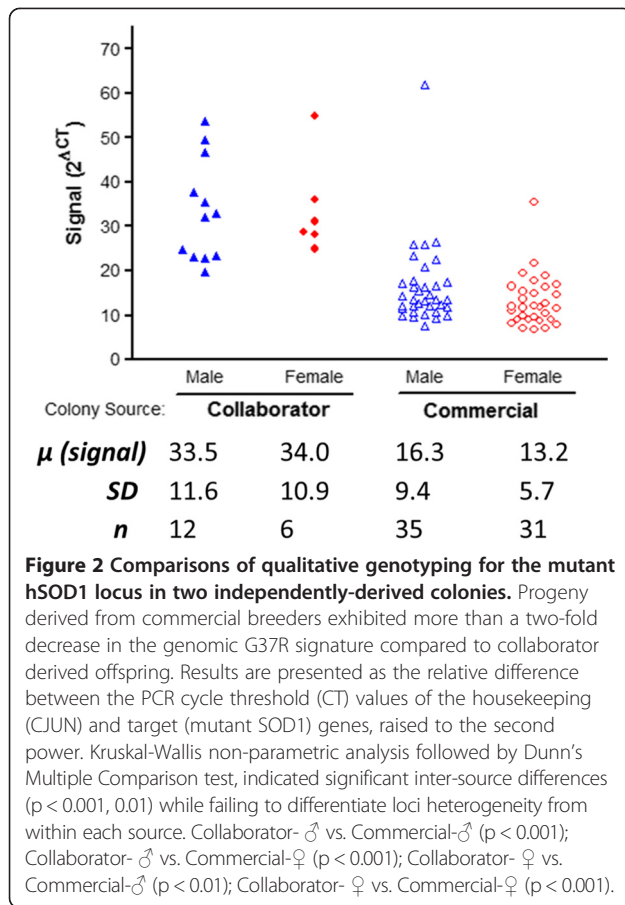 70
60
50
40
30
20
10
0
Signal (2^ΔCT)
Male Female Male Female
Colony Source: Collaborator Commercial
μ (signal) 33.5 34.0 16.3 13.2
SD 11.6 10.9 9.4 5.7
n 12 6 35 31
Figure 2 Comparisons of qualitative genotyping for the mutant
hSOD1 locus in two independently-derived colonies. Progeny
derived from commercial breeders exhibited more than a two-fold
decrease in the genomic G37R signature compared to collaborator
derived offspring. Results are presented as the relative difference
between the PCR cycle threshold (CT) values of the housekeeping
(CJUN) and target (mutant SOD1) genes, raised to the second
power. Kruskal-Wallis non-parametric analysis followed by Dunn's
Multiple Comparison test, indicated significant inter-source differences
(p < 0.001, 0.01) while failing to differentiate loci heterogeneity from
within each source. Collaborator- ♂ vs. Commercial-♂ (p < 0.001);
Collaborator- ♂ vs. Commercial-♀ (p < 0.001); Collaborator- ♀ vs.
Commercial-♂ (p < 0.01); Collaborator- ♀ vs. Commercial-♀ (p < 0.001).